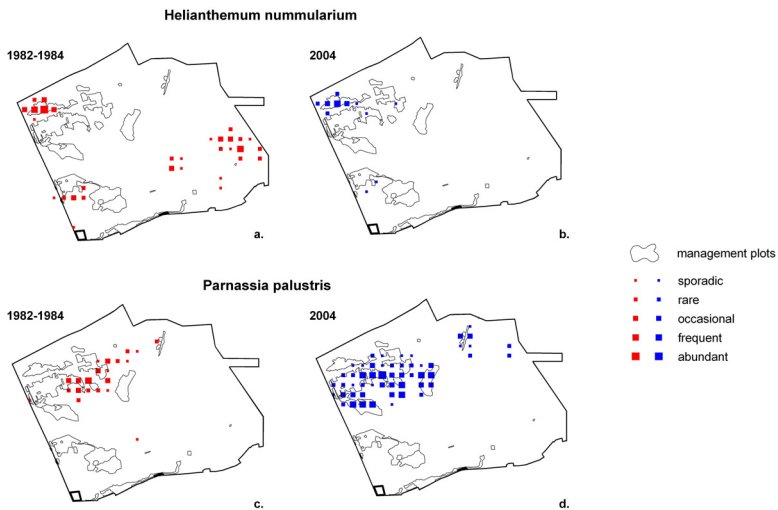 Helianthemum nummularium
1982-1984
2004
a.
b.
management plots
sporadic
rare
occasional
frequent
abundant
Parnassia palustris
1982-1984
2004
c.
d.